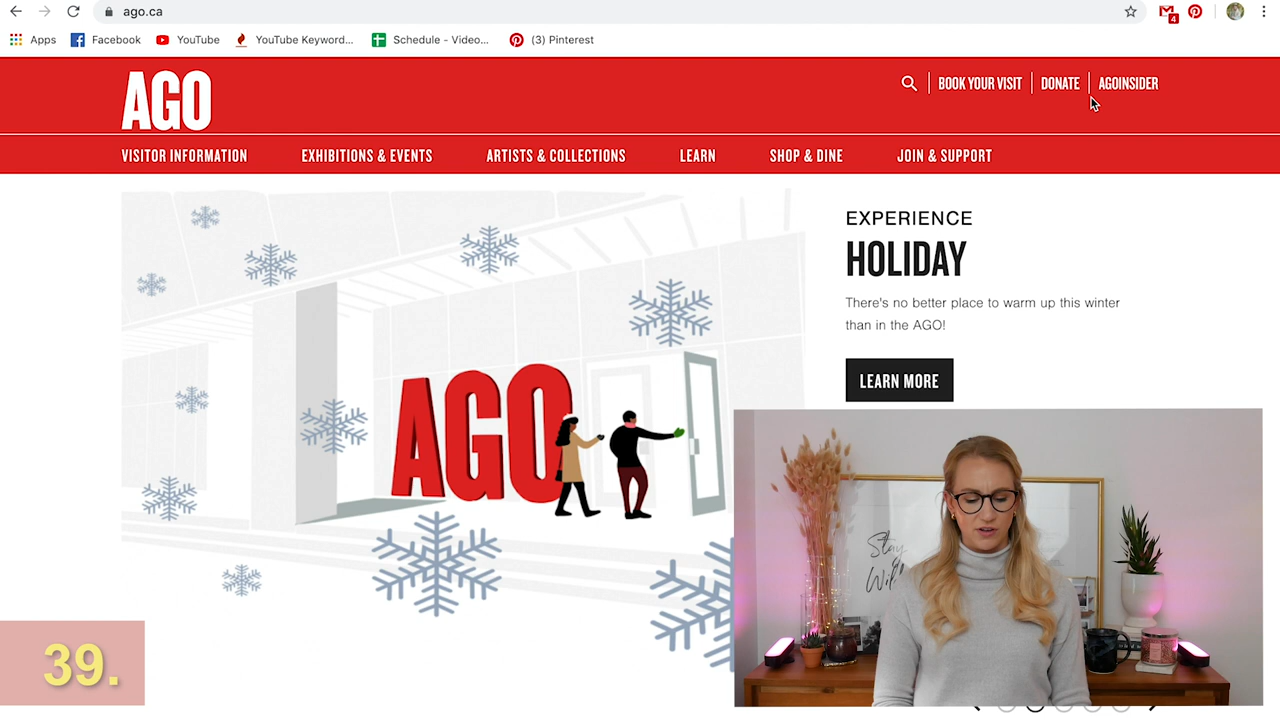 ago.ca
4
Apps Facebook YouTube YouTube Keyword... Schedule - Video... (3) Pinterest
AGO
BOOK YOUR VISIT DONATE AGOINSIDER
VISITOR INFORMATION EXHIBITIONS & EVENTS ARTISTS & COLLECTIONS LEARN SHOP & DINE JOIN & SUPPORT
EXPERIENCE
HOLIDAY
There's no better place to warm up this winter
than in the AGO!
LEARN MORE
AGO
Stay
39.